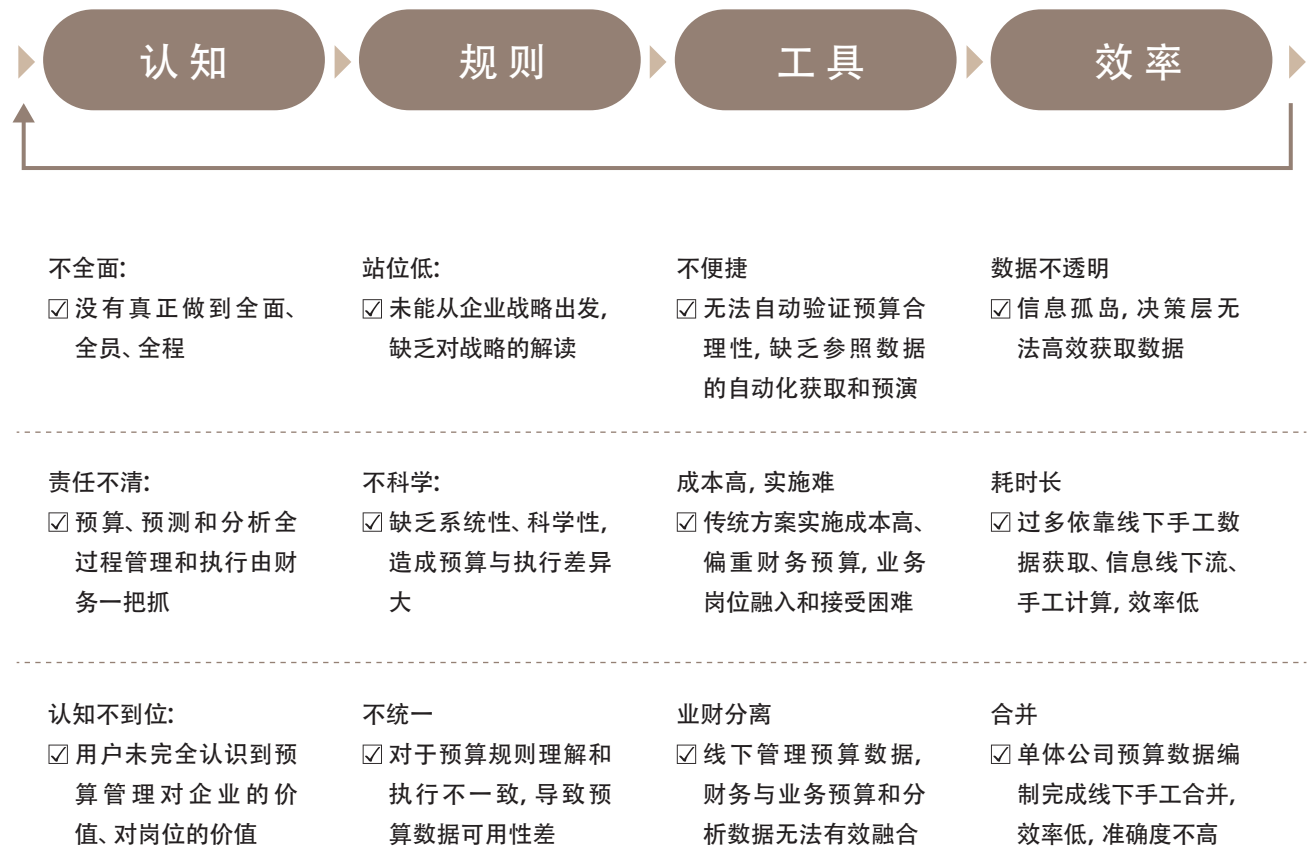 认知
规则
工具
效率
不全面:
☑ 没有真正做到全面、
全员、全程
站位低:
☑ 未能从企业战略出发,
缺乏对战略的解读
不便捷
☑ 无法自动验证预算合
理性, 缺乏参照数据
的自动化获取和预演
数据不透明
☑ 信息孤岛, 决策层无
法高效获取数据
责任不清:
☑ 预算、预测和分析全
过程管理和执行由财
务一把抓
不科学:
☑ 缺乏系统性、科学性,
造成预算与执行差异
大
成本高, 实施难
☑ 传统方案实施成本高、
偏重财务预算, 业务
岗位融入和接受困难
耗时长
☑ 过多依靠线下手工数
据获取、信息线下流、
手工计算, 效率低
认知不到位:
☑ 用户未完全认识到预
算管理对企业的价
值、对岗位的价值
不统一
☑ 对于预算规则理解和
执行不一致, 导致预
算数据可用性差
业财分离
☑ 线下管理预算数据,
财务与业务预算和分
析数据无法有效融合
合并
☑ 单体公司预算数据编
制完成线下手工合并,
效率低, 准确度不高